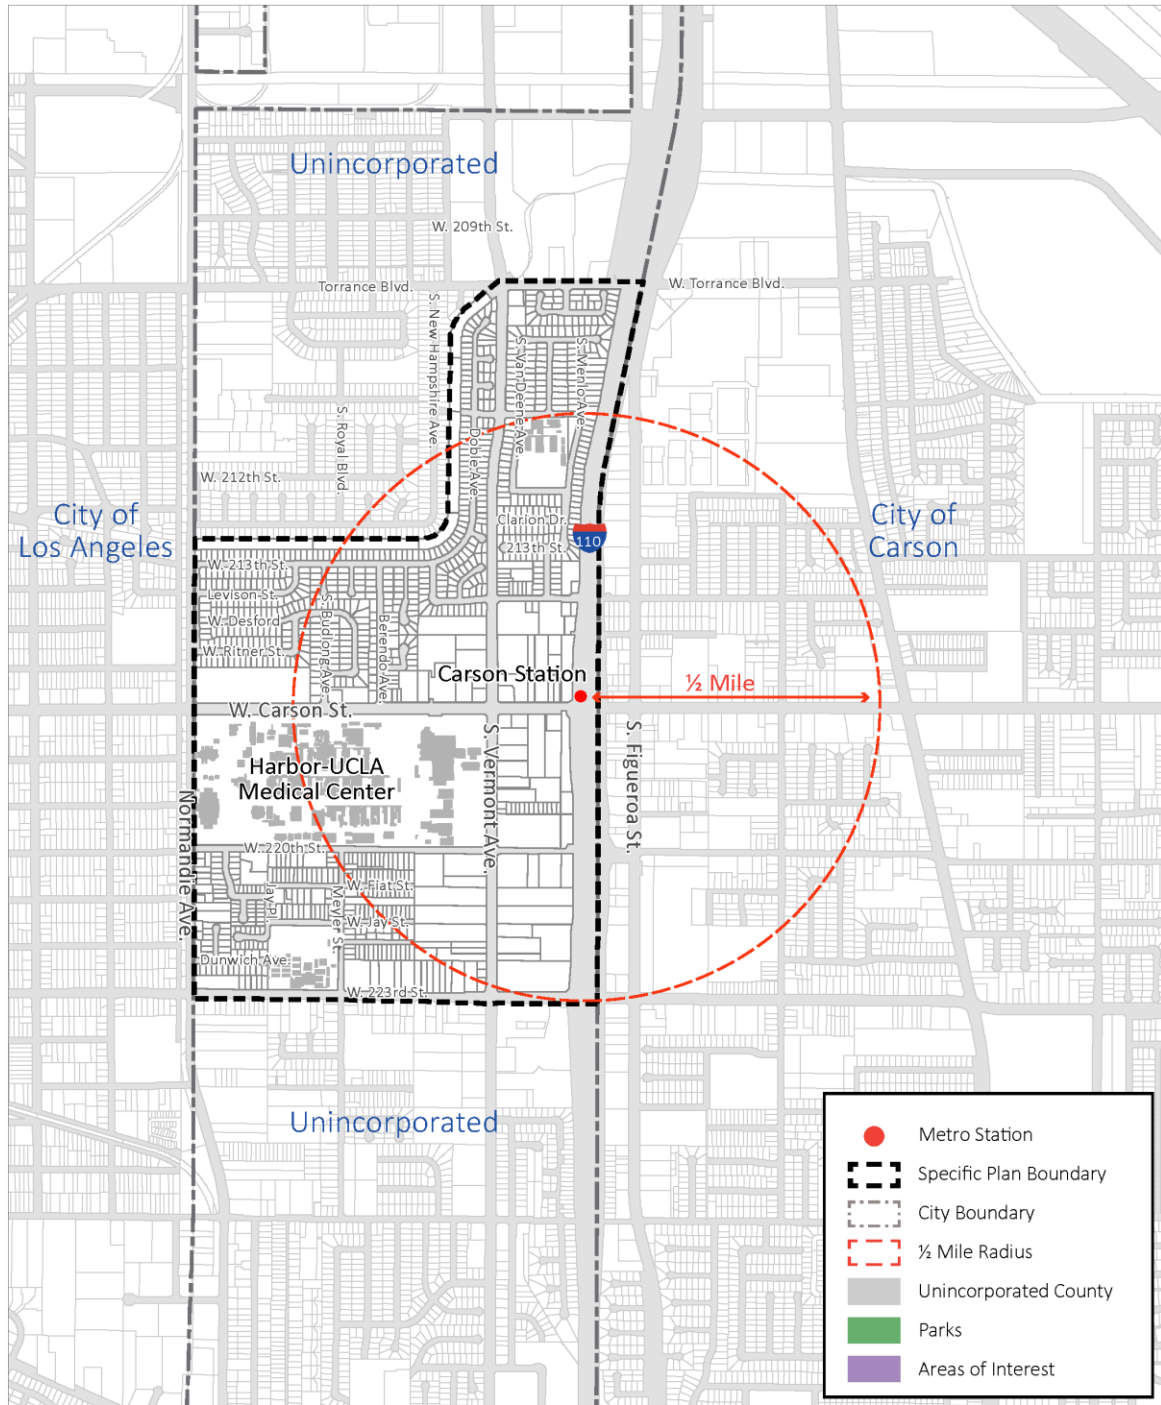 Unincorporated
W. 209th St.
Torrance Blvd.
W. Torrance Blvd.
S. New Hampshire Ave.
S. Van Deene Ave.
S. Menlo Ave.
S. Royal Blvd.
Doble Ave.
W. 212th St.
City of
Los Angeles
City of
Carson
Clarion Dr.
213th St.
110
W. 213th St.
Levison St.
W. Desford
W. Ritner St.
S. Budlong Ave.
Berendo Ave.
Carson Station
½ Mile
W. Carson St.
Harbor-UCLA
Medical Center
S. Vermont Ave.
S. Figueroa St.
Normandie Ave.
W. 220th St.
W. Flat St.
Jay Pl.
Meyler St.
W. Jay St.
Dunwich Ave.
W. 223rd St.
Unincorporated
Metro Station
Specific Plan Boundary
City Boundary
½ Mile Radius
Unincorporated County
Parks
Areas of Interest